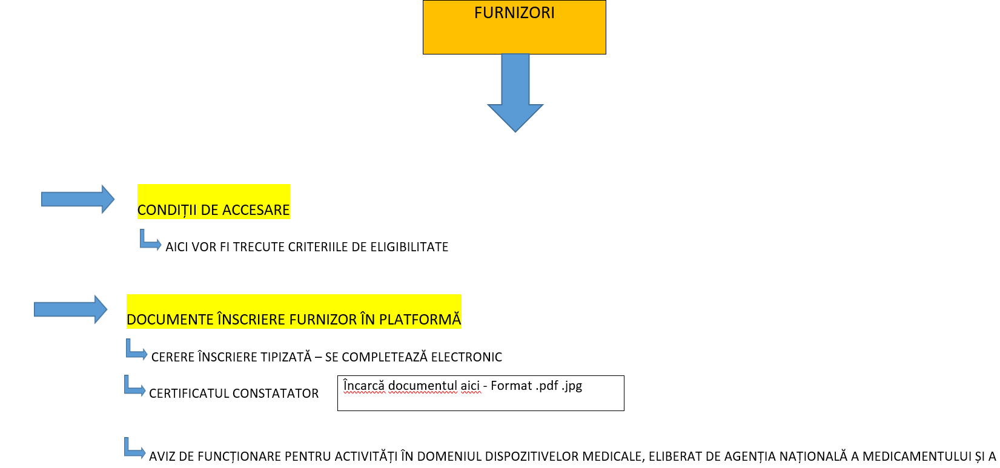 FURNIZORI
CONDIȚII DE ACCESARE
AICI VOR FI TRECUTE CRITERIILE DE ELIGIBILITATE
DOCUMENTE ÎNSCRIERE FURNIZOR ÎN PLATFORMĂ
CERERE ÎNSCRIERE TIPIZATĂ – SE COMPLETEAZĂ ELECTRONIC
CERTIFICATUL CONSTATATOR
Încarcă documentul aici - Format .pdf .jpg
AVIZ DE FUNCȚIONARE PENTRU ACTIVITĂȚI ÎN DOMENIUL DISPOZITIVELOR MEDICALE, ELIBERAT DE AGENȚIA NAȚIONALĂ A MEDICAMENTULUI ȘI A